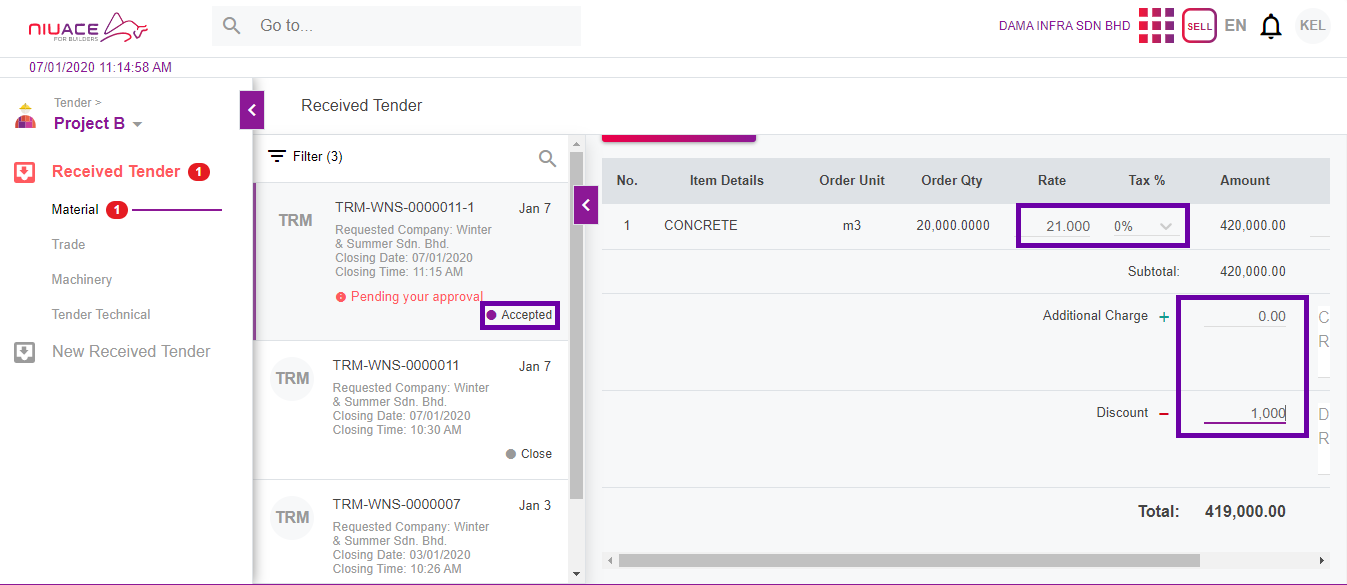 NIUACE
FOR BUILDERS
Go to...
DAMA INFRA SDN BHD
SELL
EN
KEL
07/01/2020 11:14:58 AM
Tender >
Project B
Received Tender 1
Material 1
Trade
Machinery
Tender Technical
New Received Tender
Received Tender
Filter (3)
TRM
TRM-WNS-0000011-1 Jan 7
Requested Company: Winter
& Summer Sdn. Bhd.
Closing Date: 07/01/2020
Closing Time: 11:15 AM
Pending your approval
Accepted
TRM
TRM-WNS-0000011 Jan 7
Requested Company: Winter
& Summer Sdn. Bhd.
Closing Date: 07/01/2020
Closing Time: 10:30 AM
Close
TRM
TRM-WNS-0000007 Jan 3
Requested Company: Winter
& Summer Sdn. Bhd.
Closing Date: 03/01/2020
Closing Time: 10:26 AM
No. Item Details Order Unit Order Qty Rate Tax % Amount
1 CONCRETE m3 20,000.0000 21.000 0% 420,000.00
Subtotal: 420,000.00
Additional Charge + 0.00 C
R
Discount − 1,000 D
R
Total: 419,000.00